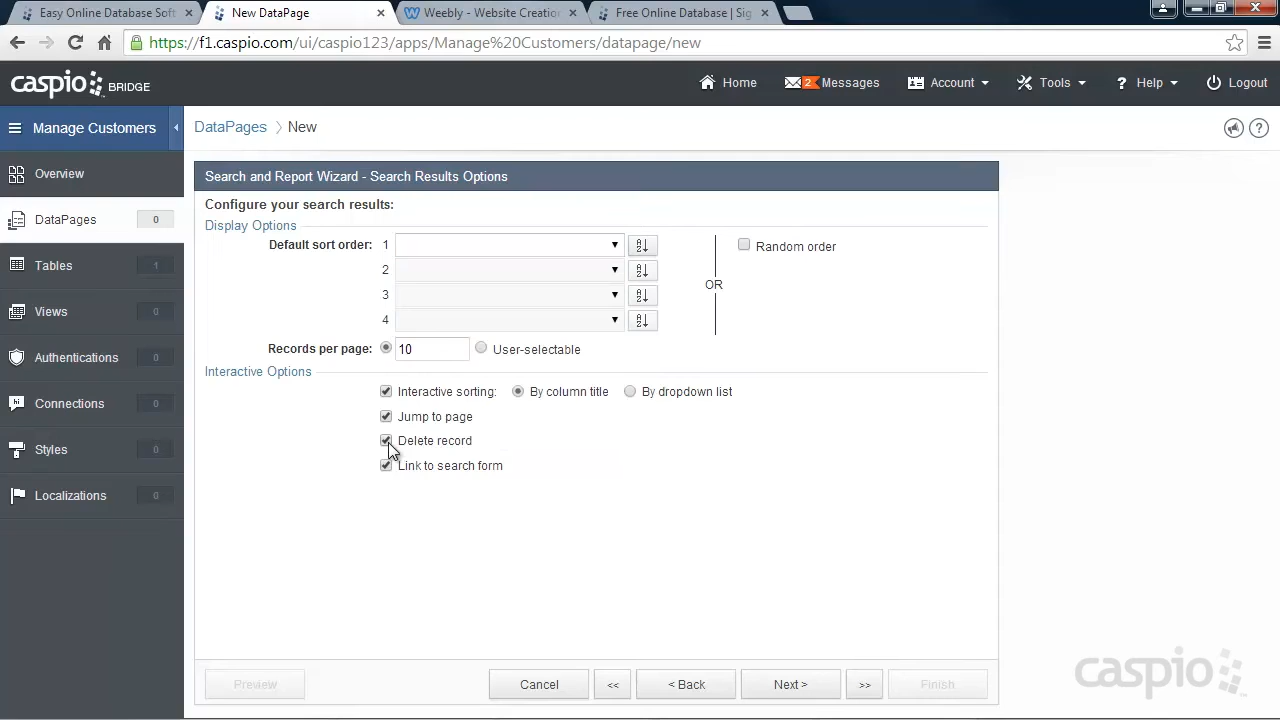 Easy Online Database Soft
New DataPage
Weebly - Website Creation
Free Online Database | Sig
https://f1.caspio.com/ui/caspio123/apps/Manage%20Customers/datapage/new
caspio BRIDGE
Home
2 Messages
Account
Tools
? Help
Logout
Manage Customers
DataPages New
?
Overview
DataPages 0
Tables 1
Views 0
Authentications 0
hi Connections 0
Styles 0
Localizations 0
Search and Report Wizard - Search Results Options
Configure your search results:
Display Options
Default sort order: 1
2
3
4
OR
Random order
Records per page: 10 User-selectable
Interactive Options
Interactive sorting: By column title By dropdown list
Jump to page
Delete record
Link to search form
Preview
Cancel
<<
< Back
Next >
>>
Finish
caspio